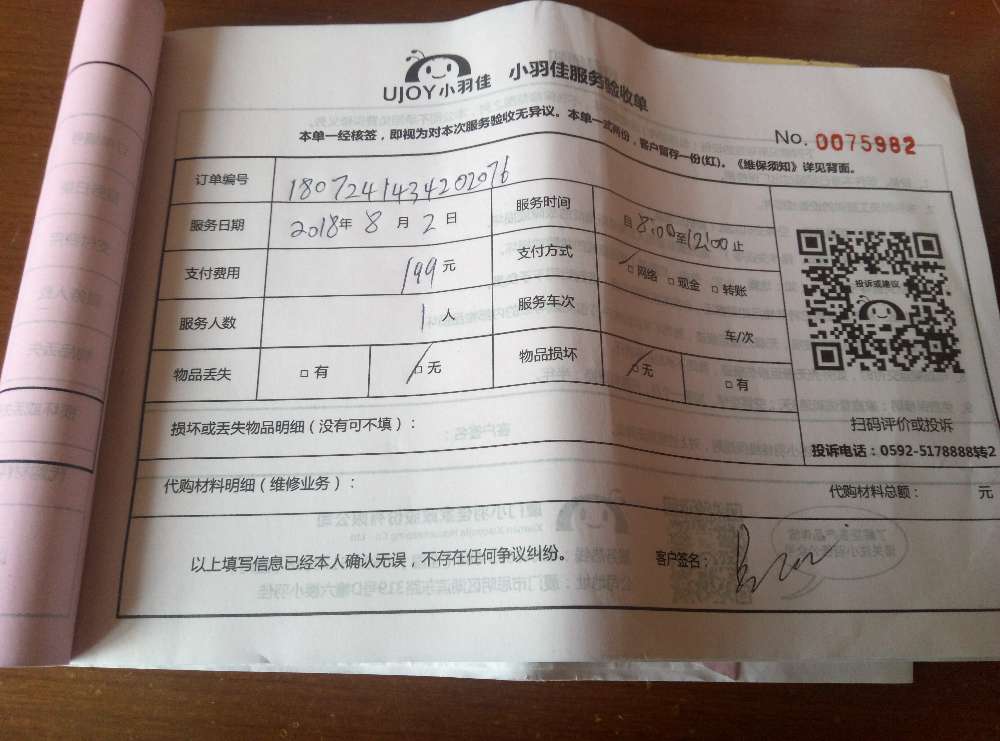 UJOY小羽佳 小羽佳服务验收单
本单一经核签，即视为对本次服务验收无异议。本单一式两份，客户留存一份(红)。《维保须知》详见背面。
No. 0075982
订单编号 1807241434202076
服务时间 自 8:00 至 12:00 止
服务日期 2018年 8 月 2 日
支付费用 199 元
支付方式 □网络 □现金 □转账
服务人数 1 人
服务车次 车/次
物品丢失 □有 □无
物品损坏 □无 □有
投诉或建议
扫码评价或投诉
投诉电话：0592-5178888转2
损坏或丢失物品明细（没有可不填）：
代购材料明细（维修业务）：
代购材料总额： 元
以上填写信息已经本人确认无误，不存在任何争议纠纷。
客户签名：